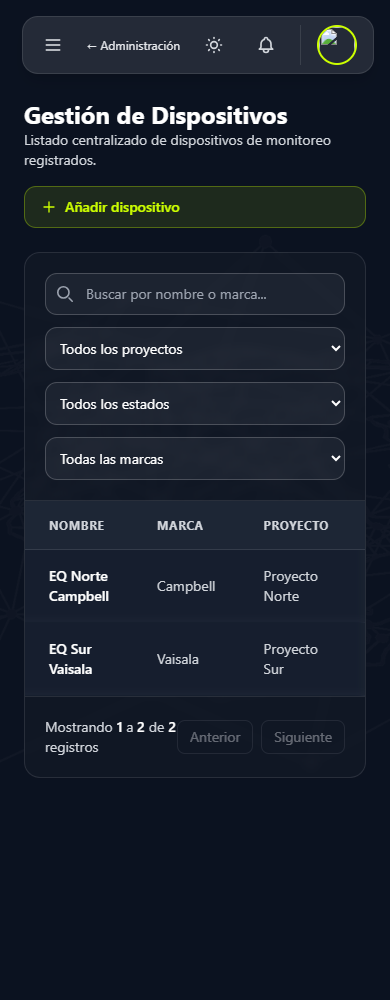 ← Administración
Gestión de Dispositivos
Listado centralizado de dispositivos de monitoreo
registrados.
+ Añadir dispositivo
Buscar por nombre o marca...
Todos los proyectos
Todos los estados
Todas las marcas
NOMBRE MARCA PROYECTO
EQ Norte
Campbell
Campbell
Proyecto
Norte
EQ Sur
Vaisala
Vaisala
Proyecto
Sur
Mostrando 1 a 2 de 2
registros
Anterior Siguiente